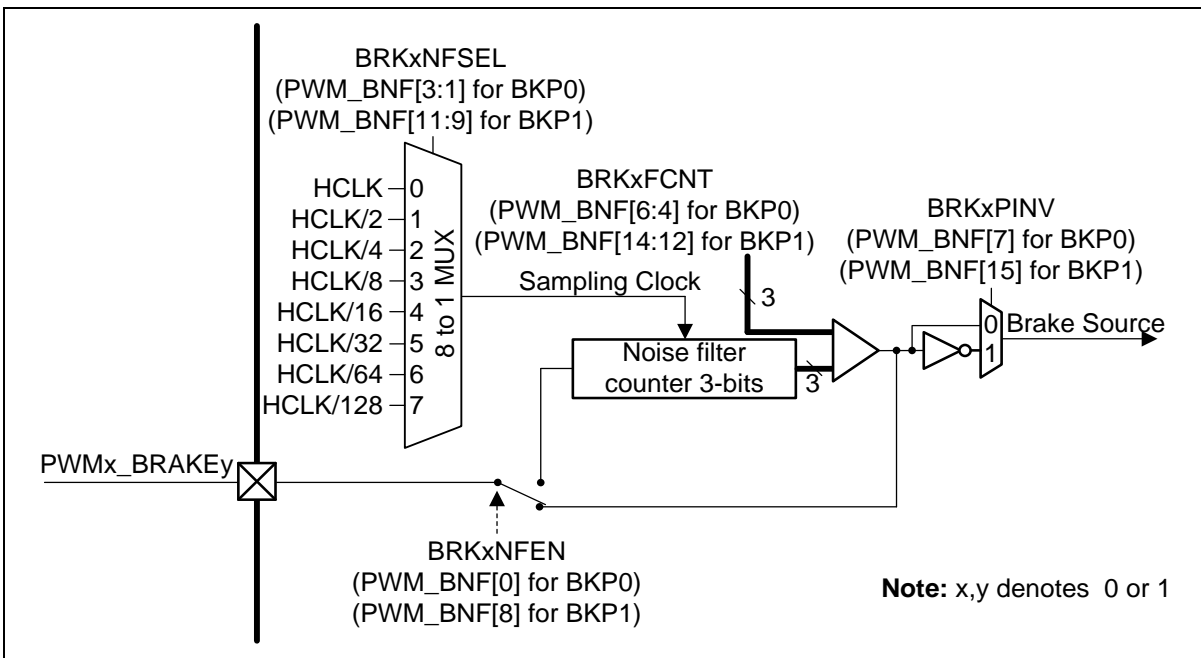 BRKxNFSEL
(PWM_BNF[3:1] for BKP0)
(PWM_BNF[11:9] for BKP1)
HCLK 0
HCLK/2 1
HCLK/4 2
HCLK/8 3
HCLK/16 4
HCLK/32 5
HCLK/64 6
HCLK/128 7
8 to 1 MUX
BRKxFCNT
(PWM_BNF[6:4] for BKP0)
(PWM_BNF[14:12] for BKP1)
Sampling Clock
3
Noise filter
counter 3-bits
3
BRKxPINV
(PWM_BNF[7] for BKP0)
(PWM_BNF[15] for BKP1)
0
1
Brake Source
PWMx_BRAKEy
BRKxNFEN
(PWM_BNF[0] for BKP0)
(PWM_BNF[8] for BKP1)
Note: x,y denotes 0 or 1